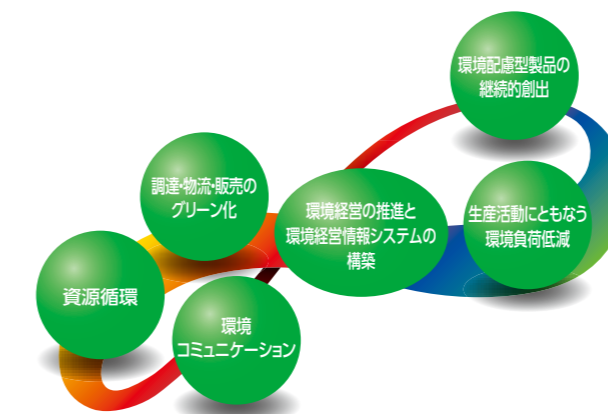 環境配慮型製品の
継続的創出
調達・物流・販売の
グリーン化
環境経営の推進と
環境経営情報システムの
構築
生産活動にともなう
環境負荷低減
資源循環
環境
コミュニケーション